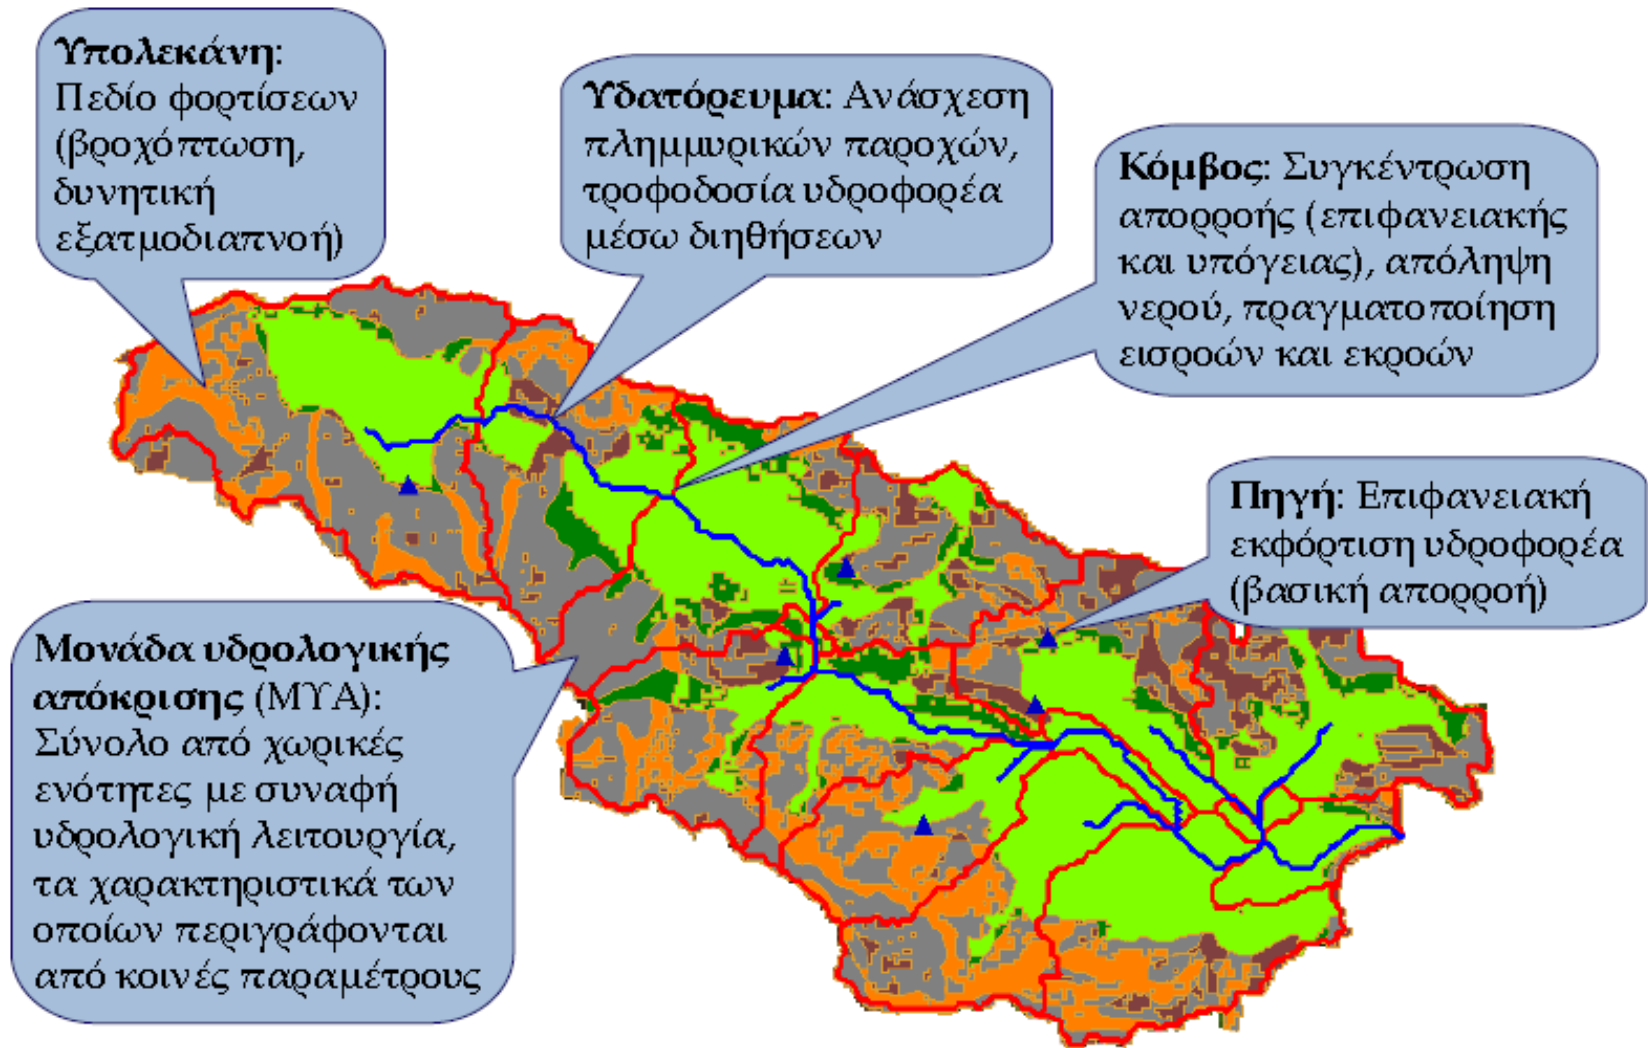 Υπολεκάνη:
Πεδίο φορτίσεων
(βροχόπτωση,
δυνητική
εξατμοδιαπνοή)
Υδατόρευμα: Ανάσχεση
πλημμυρικών παροχών,
τροφοδοσία υδροφορέα
μέσω διηθήσεων
Κόμβος: Συγκέντρωση
απορροής (επιφανειακής
και υπόγειας), απόληψη
νερού, πραγματοποίηση
εισροών και εκροών
Πηγή: Επιφανειακή
εκφόρτιση υδροφορέα
(βασική απορροή)
Μονάδα υδρολογικής
απόκρισης (ΜΥΑ):
Σύνολο από χωρικές
ενότητες με συναφή
υδρολογική λειτουργία,
τα χαρακτηριστικά των
οποίων περιγράφονται
από κοινές παραμέτρους